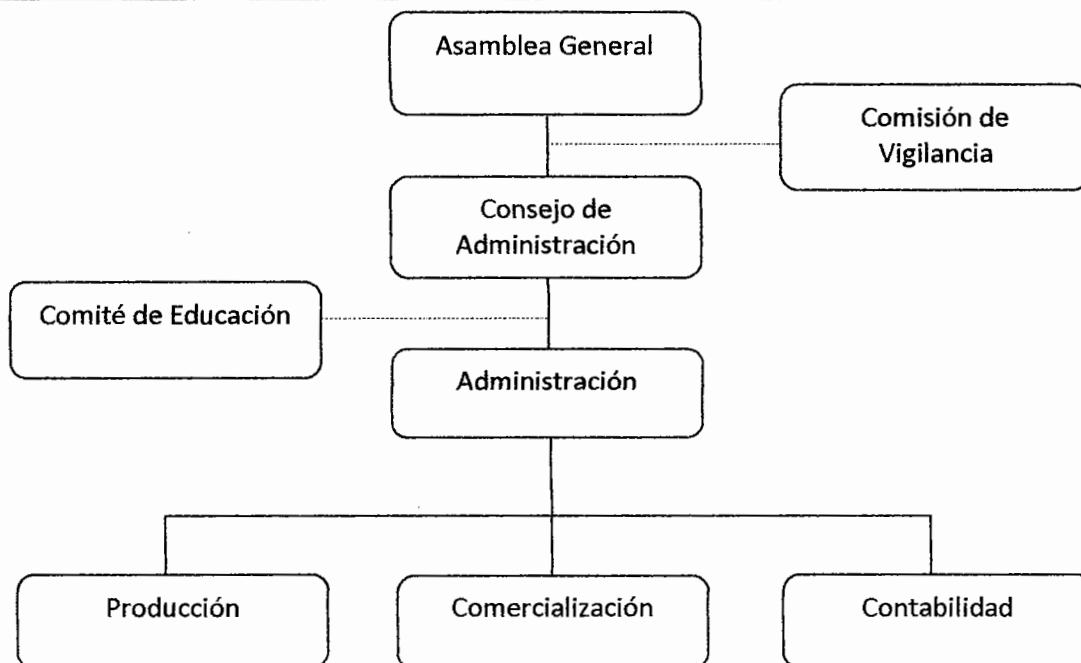 Asamblea General
Comisión de
Vigilancia
Consejo de
Administración
Comité de Educación
Administración
Producción
Comercialización
Contabilidad